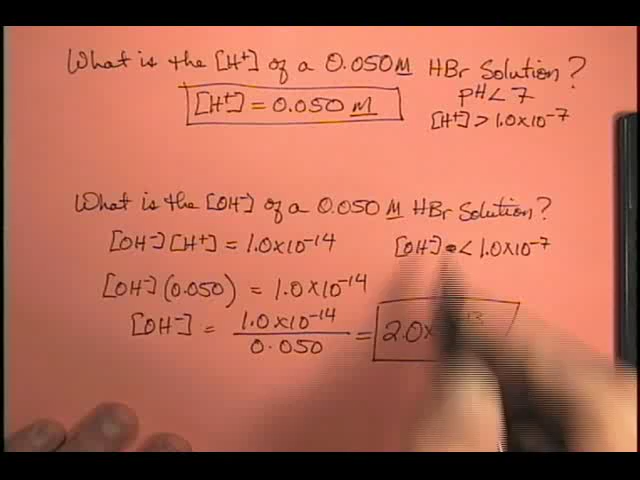 What is the [H⁺] of a 0.050 M HBr Solution?
[H⁺] = 0.050 M
pH < 7
[H⁺] > 1.0×10⁻⁷
What is the [OH⁻] of a 0.050 M HBr Solution?
[OH⁻][H⁺] = 1.0×10⁻¹⁴
[OH⁻] < 1.0×10⁻⁷
[OH⁻](0.050) = 1.0×10⁻¹⁴
[OH⁻] = 1.0×10⁻¹⁴ / 0.050 = 2.0×